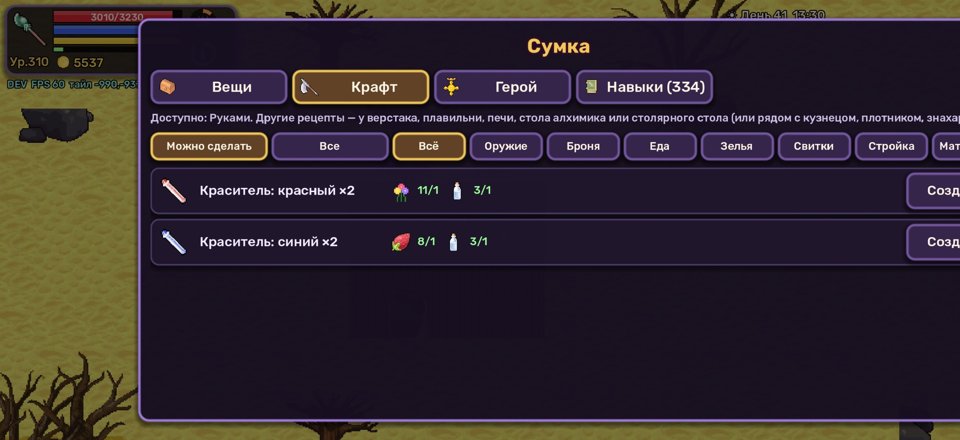 3010/3230
День 41, 13:30
Ур.310 5537
DEV FPS 60 тайл -990,-93
Сумка
Вещи Крафт Герой Навыки (334)
Доступно: Руками. Другие рецепты — у верстака, плавильни, печи, стола алхимика или столярного стола (или рядом с кузнецом, плотником, знахар
Можно сделать Все Всё Оружие Броня Еда Зелья Свитки Стройка Мат
Краситель: красный ×2 11/1 3/1 Созд
Краситель: синий ×2 8/1 3/1 Созд